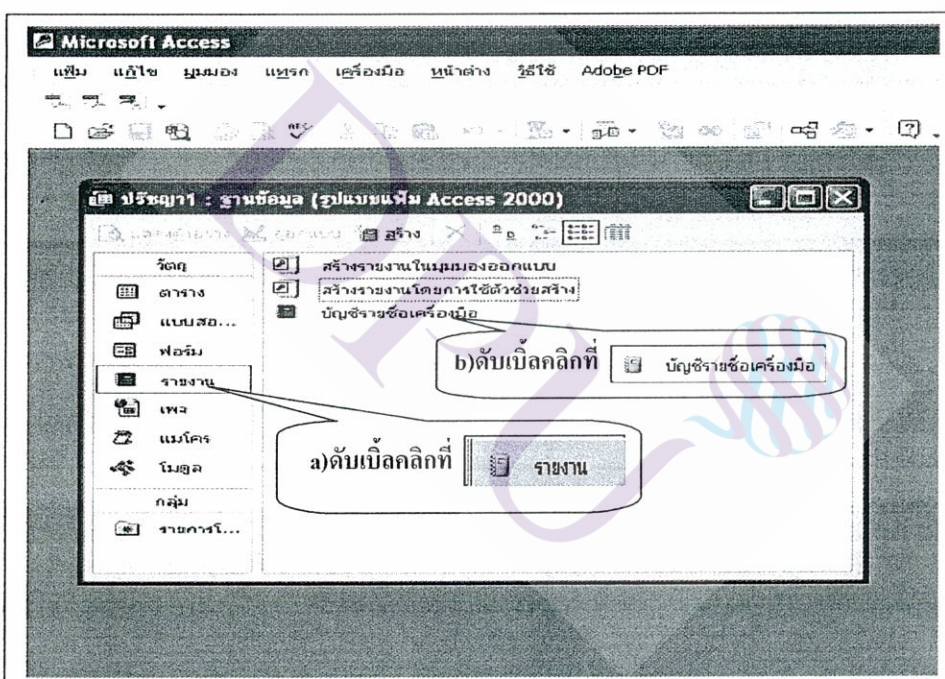 Microsoft Access
แฟ้ม แก้ไข มุมมอง แทรก เครื่องมือ หน้าต่าง วิธีใช้ Adobe PDF
ปรัชญา1 : ฐานข้อมูล (รูปแบบแฟ้ม Access 2000)
ออกแบบ สร้าง
วัตถุ
ตาราง
แบบสอ...
ฟอร์ม
รายงาน
เพจ
แมโคร
โมดูล
กลุ่ม
รายการโ...
สร้างรายงานในมุมมองออกแบบ
สร้างรายงานโดยการใช้ตัวช่วยสร้าง
บัญชีรายชื่อเครื่องมือ
b)ดับเบิ้ลคลิกที่ บัญชีรายชื่อเครื่องมือ
a)ดับเบิ้ลคลิกที่ รายงาน
DPU